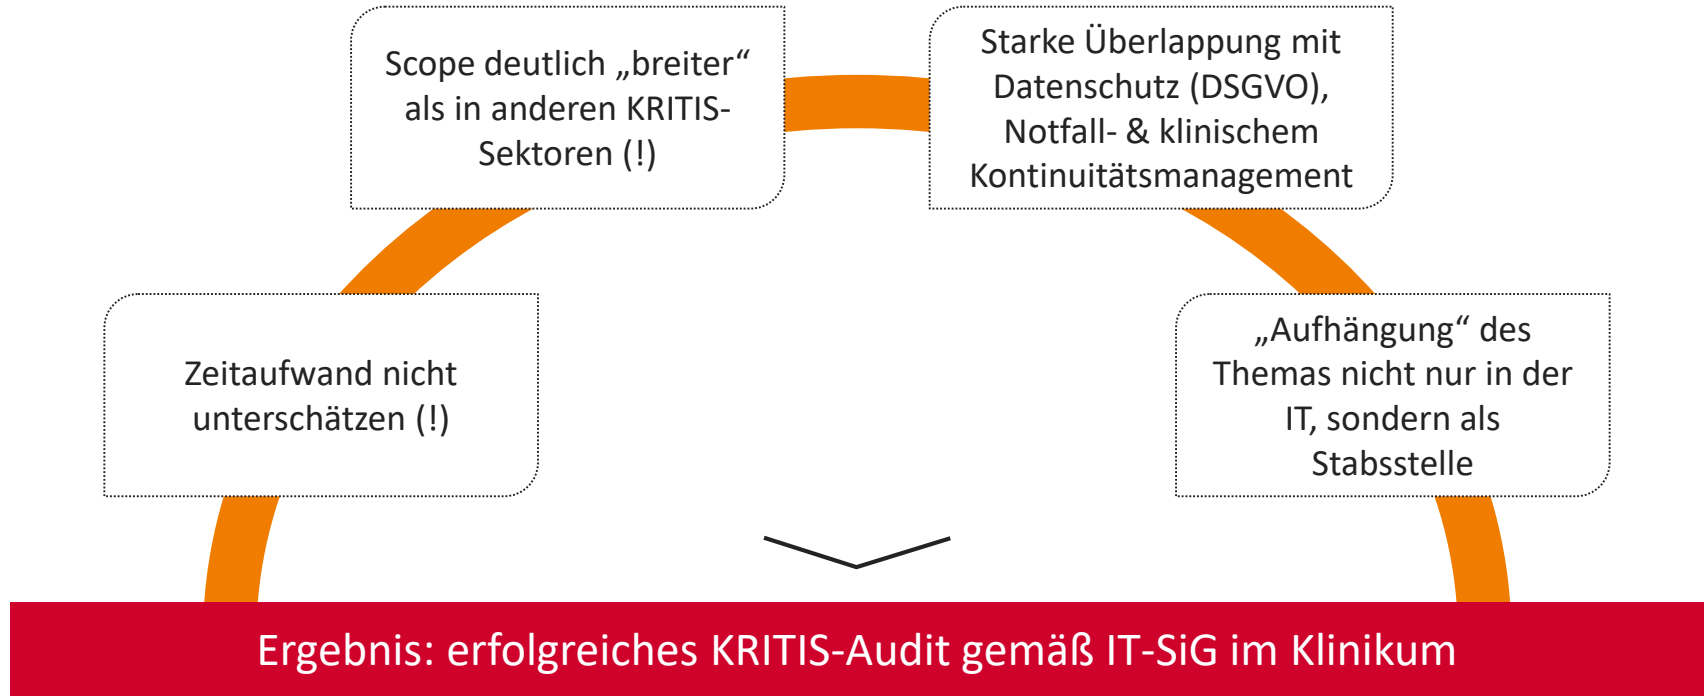 Scope deutlich „breiter“
als in anderen KRITIS-
Sektoren (!)
Starke Überlappung mit
Datenschutz (DSGVO),
Notfall- & klinischem
Kontinuitätsmanagement
Zeitaufwand nicht
unterschätzen (!)
„Aufhängung“ des
Themas nicht nur in der
IT, sondern als
Stabsstelle
Ergebnis: erfolgreiches KRITIS-Audit gemäß IT-SiG im Klinikum